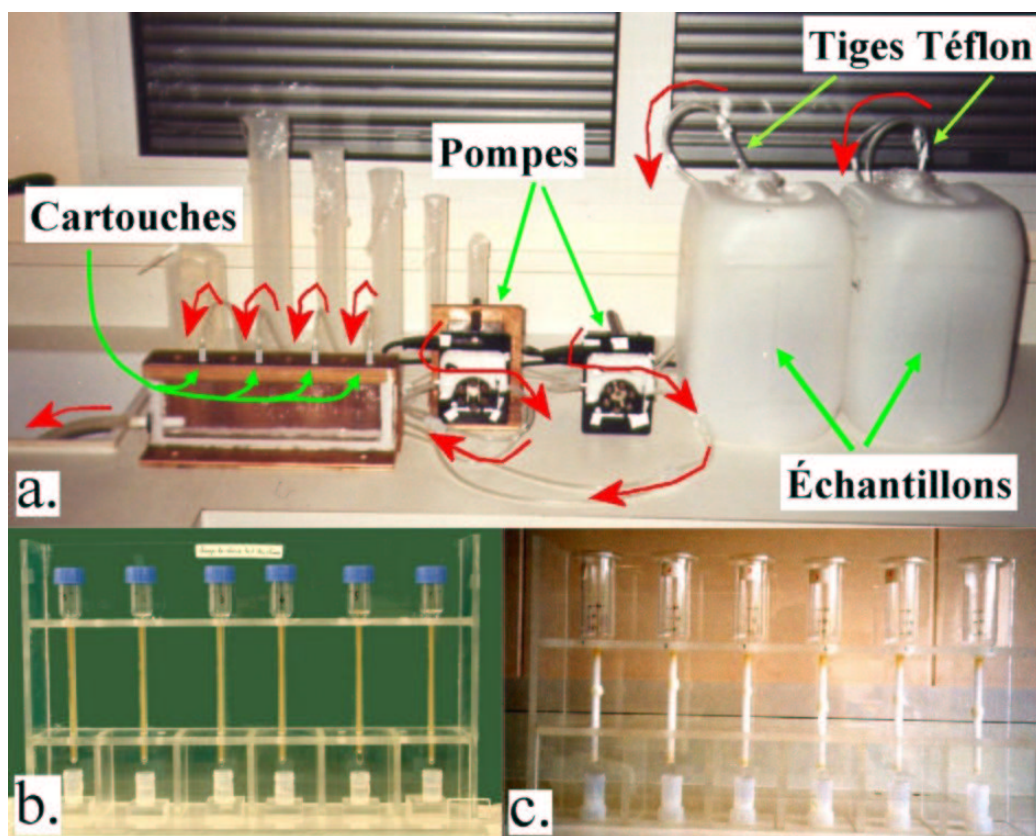 Tiges Téflon
Pompes
Cartouches
Échantillons
a.
b.
c.